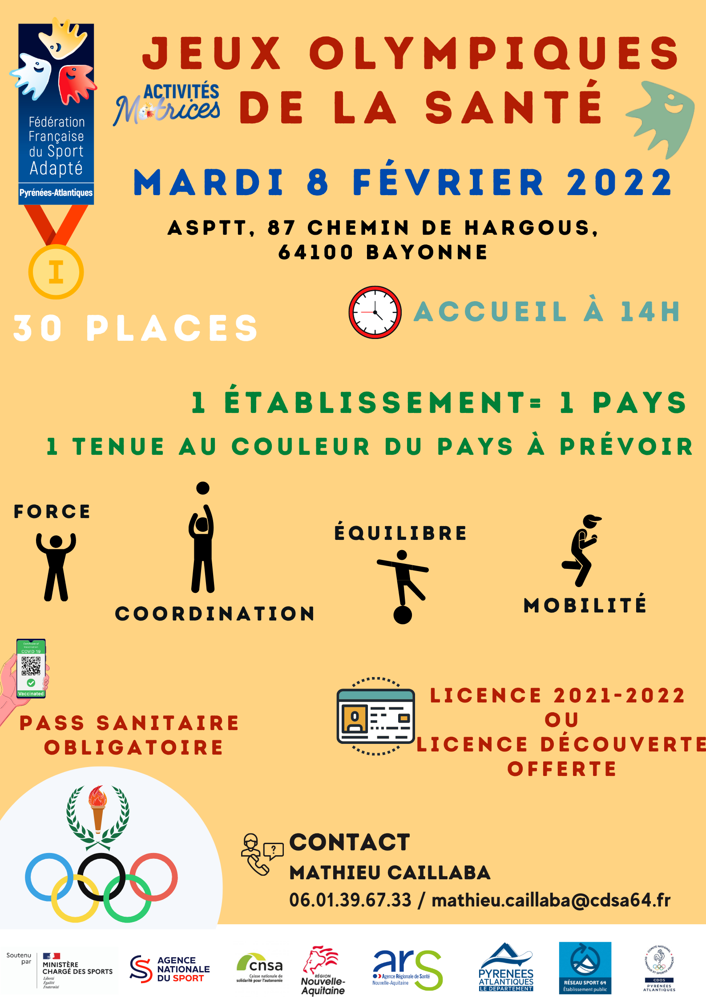 JEUX OLYMPIQUES
DE LA SANTÉ
ACTIVITÉS
Motrices
Fédération
Française
du Sport
Adapté
Pyrénées-Atlantiques
MARDI 8 FÉVRIER 2022
ASPTT, 87 CHEMIN DE HARGOUS,
64100 BAYONNE
I
30 PLACES
ACCUEIL À 14H
1 ÉTABLISSEMENT= 1 PAYS
1 TENUE AU COULEUR DU PAYS À PRÉVOIR
FORCE
COORDINATION
ÉQUILIBRE
MOBILITÉ
Certificate of
Vaccination
COVID 19
Vaccinated
PASS SANITAIRE
OBLIGATOIRE
LICENCE 2021-2022
OU
LICENCE DÉCOUVERTE
OFFERTE
?
CONTACT
MATHIEU CAILLABA
06.01.39.67.33 / mathieu.caillaba@cdsa64.fr
Soutenu
par
MINISTÈRE
CHARGÉ DES SPORTS
Liberté
Égalité
Fraternité
AGENCE
NATIONALE
DU SPORT
cnsa
Caisse nationale de
solidarité pour l'autonomie
RÉGION
Nouvelle-
Aquitaine
ars
Agence Régionale de Santé
Nouvelle-Aquitaine
PYRENEES
ATLANTIQUES
LE DEPARTEMENT
RÉSEAU SPORT 64
Établissement public
COMITÉ NATIONAL
OLYMPIQUE ET SPORTIF FRANÇAIS
CDOS
PYRENEES
ATLANTIQUES